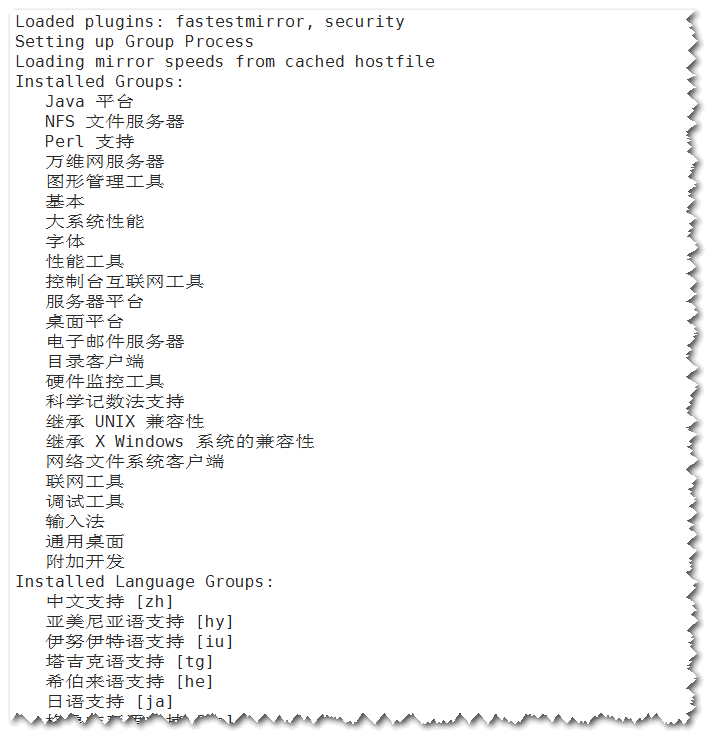 Loaded plugins: fastestmirror, security
Setting up Group Process
Loading mirror speeds from cached hostfile
Installed Groups:
Java 平台
NFS 文件服务器
Perl 支持
万维网服务器
图形管理工具
基本
大系统性能
字体
性能工具
控制台互联网工具
服务器平台
桌面平台
电子邮件服务器
目录客户端
硬件监控工具
科学记数法支持
继承 UNIX 兼容性
继承 X Windows 系统的兼容性
网络文件系统客户端
联网工具
调试工具
输入法
通用桌面
附加开发
Installed Language Groups:
中文支持 [zh]
亚美尼亚语支持 [hy]
伊努伊特语支持 [iu]
塔吉克语支持 [tg]
希伯来语支持 [he]
日语支持 [ja]